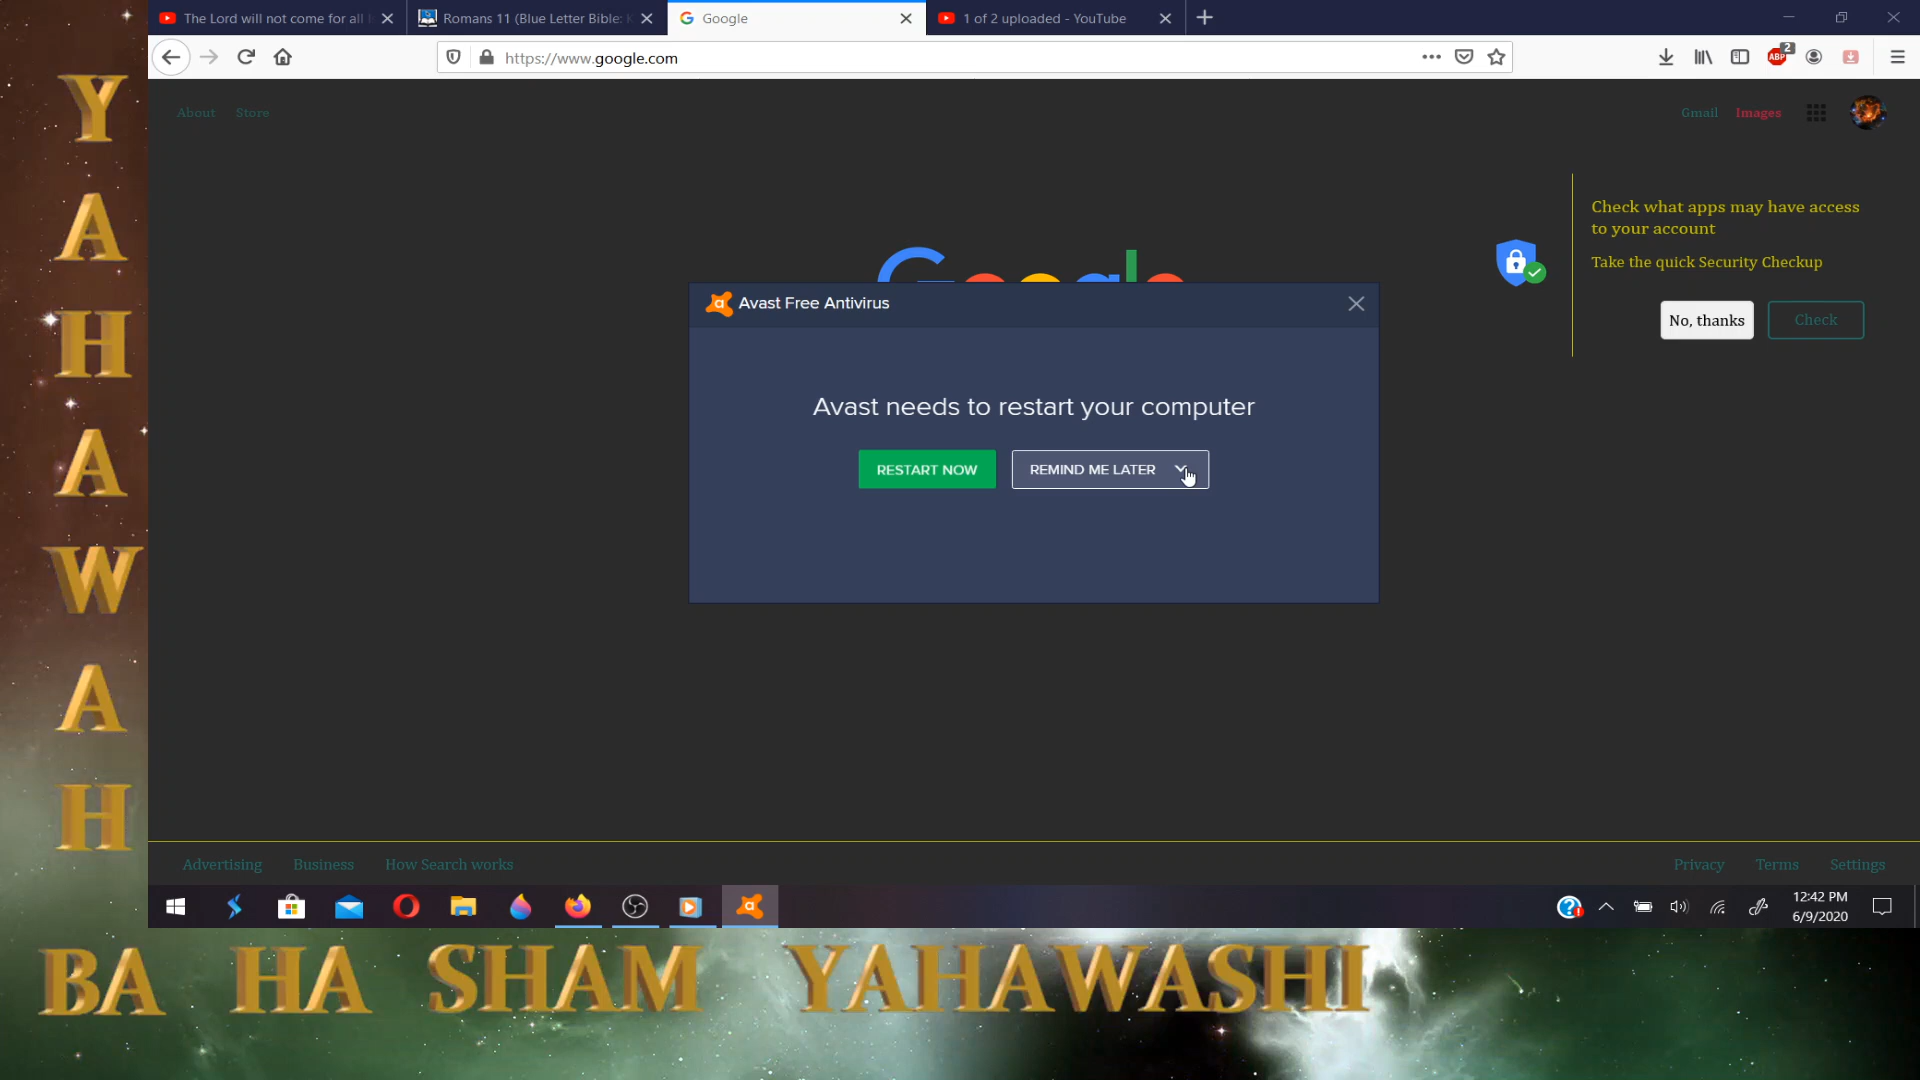 The Lord will not come for all
Romans 11 (Blue Letter Bible:
Google
1 of 2 uploaded - YouTube
https://www.google.com
ABP
2
About
Store
Gmail
Images
Google
Check what apps may have access
to your account
Take the quick Security Checkup
No, thanks
Check
Avast Free Antivirus
Avast needs to restart your computer
RESTART NOW
REMIND ME LATER
Advertising
Business
How Search works
Privacy
Terms
Settings
12:42 PM
6/9/2020
Y
A
H
A
W
A
H
BA HA SHAM YAHAWASHI